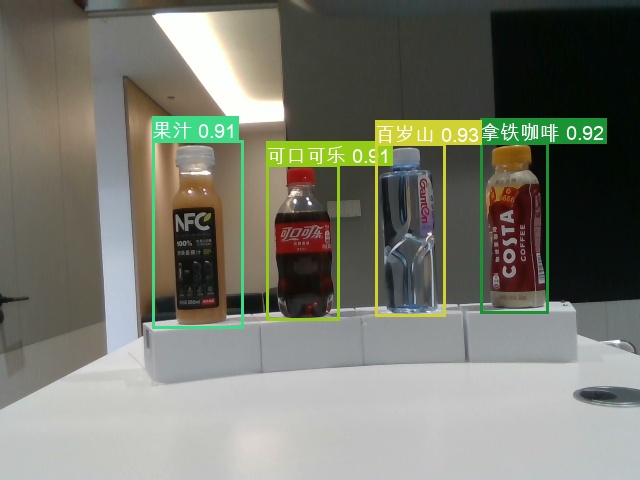 果汁 0.91
可口可乐 0.91
百岁山 0.93
拿铁咖啡 0.92
NFC
100%
可口可乐
Ganten
COSTA
COFFEE